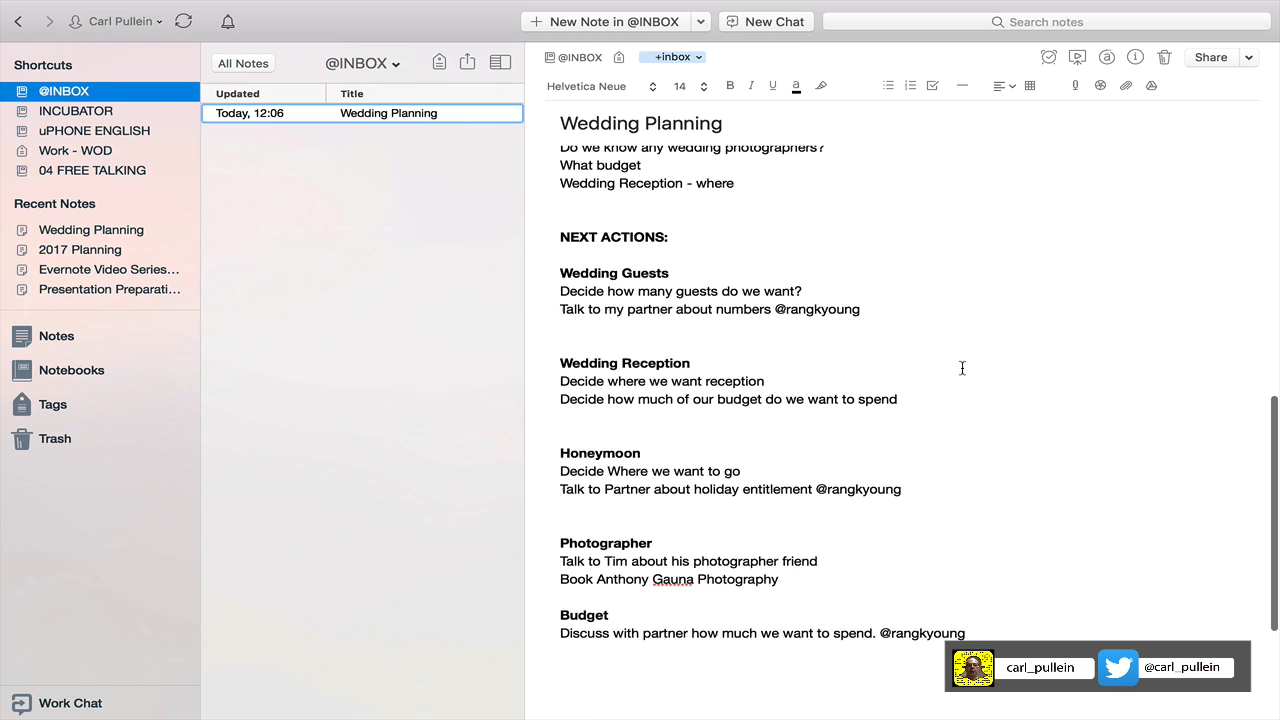 Carl Pullein
New Note in @INBOX
New Chat
Search notes
Shortcuts
@INBOX
INCUBATOR
uPHONE ENGLISH
Work - WOD
04 FREE TALKING
Recent Notes
Wedding Planning
2017 Planning
Evernote Video Series...
Presentation Preparati...
Notes
Notebooks
Tags
Trash
Work Chat
All Notes
@INBOX
Updated Title
Today, 12:06 Wedding Planning
@INBOX +inbox
Share
Helvetica Neue 14 B I U a
Wedding Planning
Do we know any wedding photographers?
What budget
Wedding Reception - where
NEXT ACTIONS:
Wedding Guests
Decide how many guests do we want?
Talk to my partner about numbers @rangkyoung
Wedding Reception
Decide where we want reception
Decide how much of our budget do we want to spend
Honeymoon
Decide Where we want to go
Talk to Partner about holiday entitlement @rangkyoung
Photographer
Talk to Tim about his photographer friend
Book Anthony Gauna Photography
Budget
Discuss with partner how much we want to spend. @rangkyoung
carl_pullein
@carl_pullein